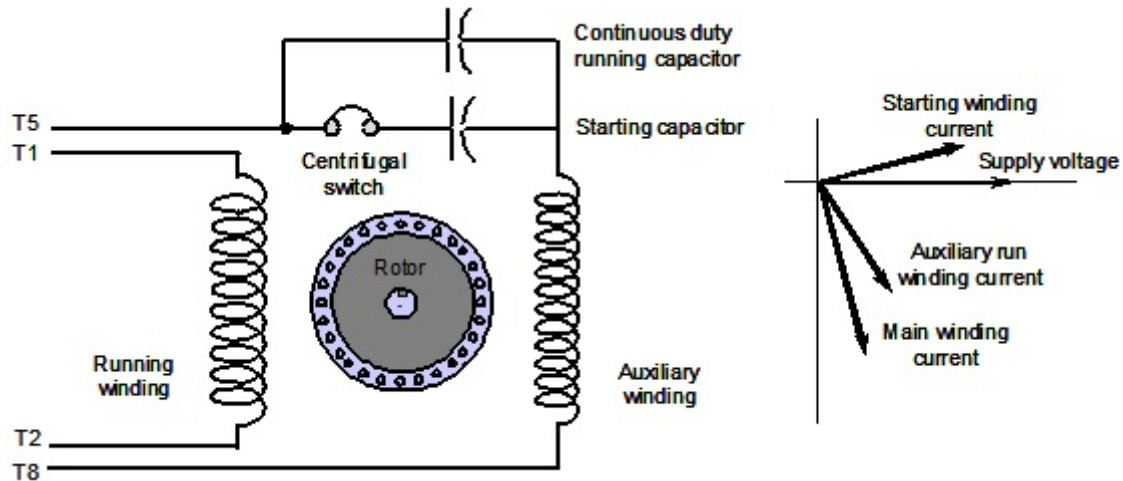 Continuous duty
running capacitor
T5
Starting capacitor
T1
Centrifugal
switch
Rotor
Running
winding
Auxiliary
winding
T2
T8
Starting winding
current
Supply voltage
Auxiliary run
winding current
Main winding
current